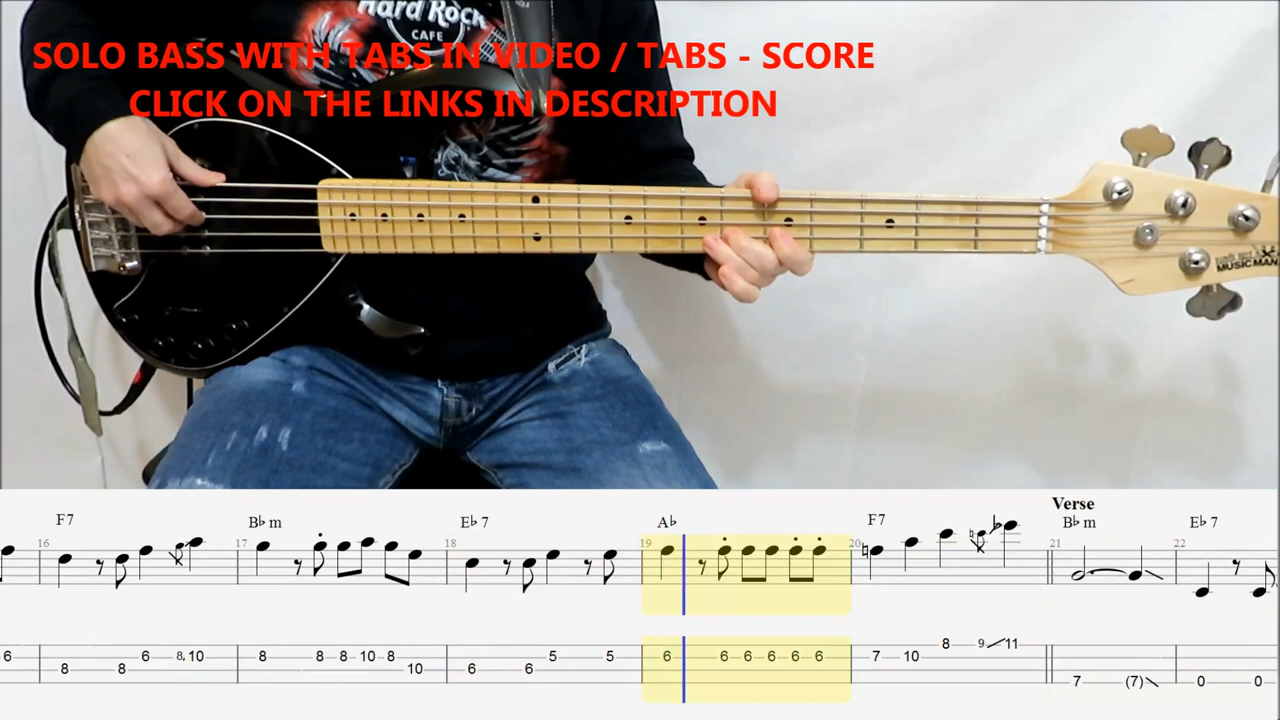 Hard Rock
CAFE
SOLO BASS WITH TABS IN VIDEO / TABS - SCORE
CLICK ON THE LINKS IN DESCRIPTION
MUSIC MAN
Verse
F7 B♭m E♭7 A♭ F7 B♭m E♭7
16 17 18 19 20 21 22
8 9 11
6 6 8 10 8 8 8 10 8 5 5 6 6 6 6 6 6 7 10
8 8 10 6 6
7 (7) 0 0